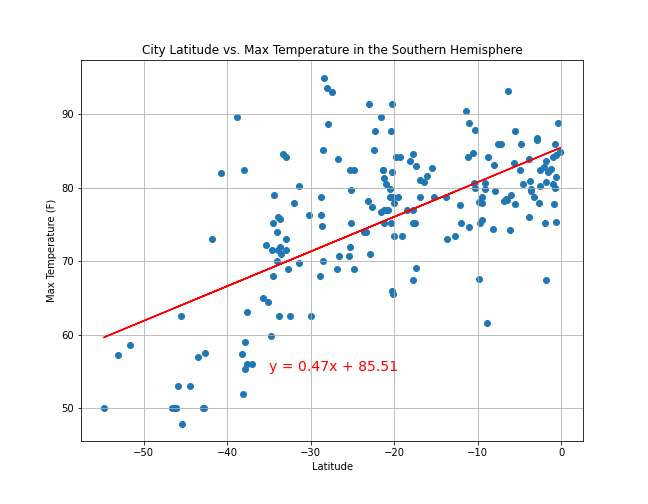 City Latitude vs. Max Temperature in the Southern Hemisphere
Max Temperature (F)
90
80
70
60
50
y = 0.47x + 85.51
−50
−40
−30
−20
−10
0
Latitude